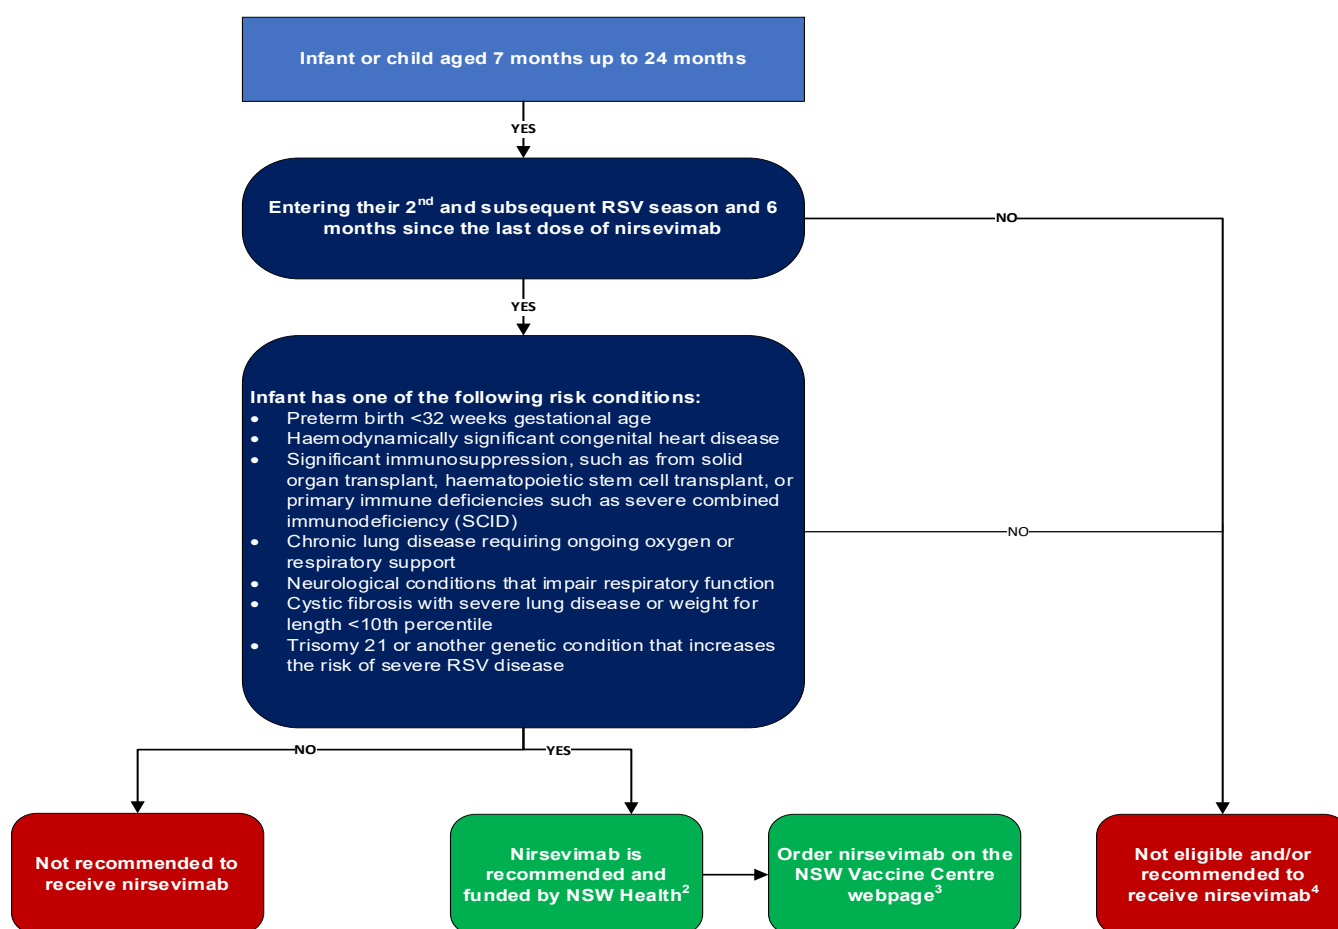 Infant or child aged 7 months up to 24 months
YES
Entering their 2nd and subsequent RSV season and 6
months since the last dose of nirsevimab
NO
YES
Infant has one of the following risk conditions:
• Preterm birth <32 weeks gestational age
• Haemodynamically significant congenital heart disease
• Significant immunosuppression, such as from solid
organ transplant, haematopoietic stem cell transplant, or
primary immune deficiencies such as severe combined
immunodeficiency (SCID)
• Chronic lung disease requiring ongoing oxygen or
respiratory support
• Neurological conditions that impair respiratory function
• Cystic fibrosis with severe lung disease or weight for
length <10th percentile
• Trisomy 21 or another genetic condition that increases
the risk of severe RSV disease
NO
NO
YES
Not recommended to
receive nirsevimab
Nirsevimab is
recommended and
funded by NSW Health2
Order nirsevimab on the
NSW Vaccine Centre
webpage3
Not eligible and/or
recommended to
receive nirsevimab4